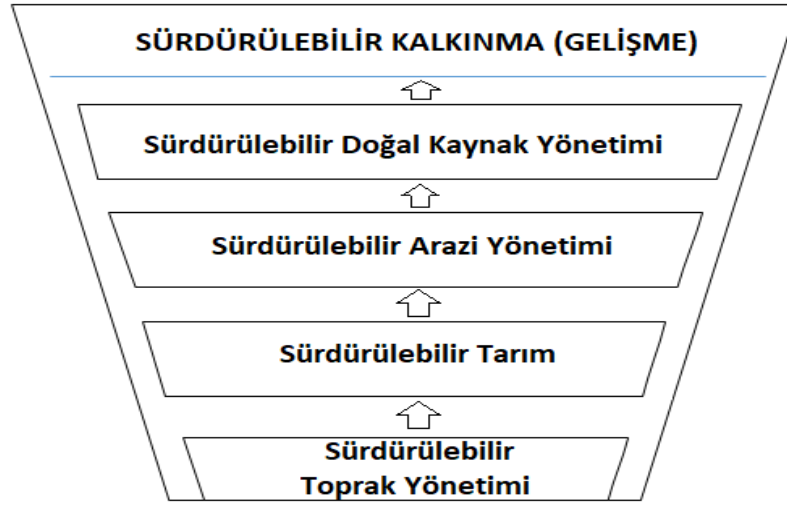 SÜRDÜRÜLEBİLİR KALKINMA (GELİŞME)
Sürdürülebilir Doğal Kaynak Yönetimi
Sürdürülebilir Arazi Yönetimi
Sürdürülebilir Tarım
Sürdürülebilir
Toprak Yönetimi